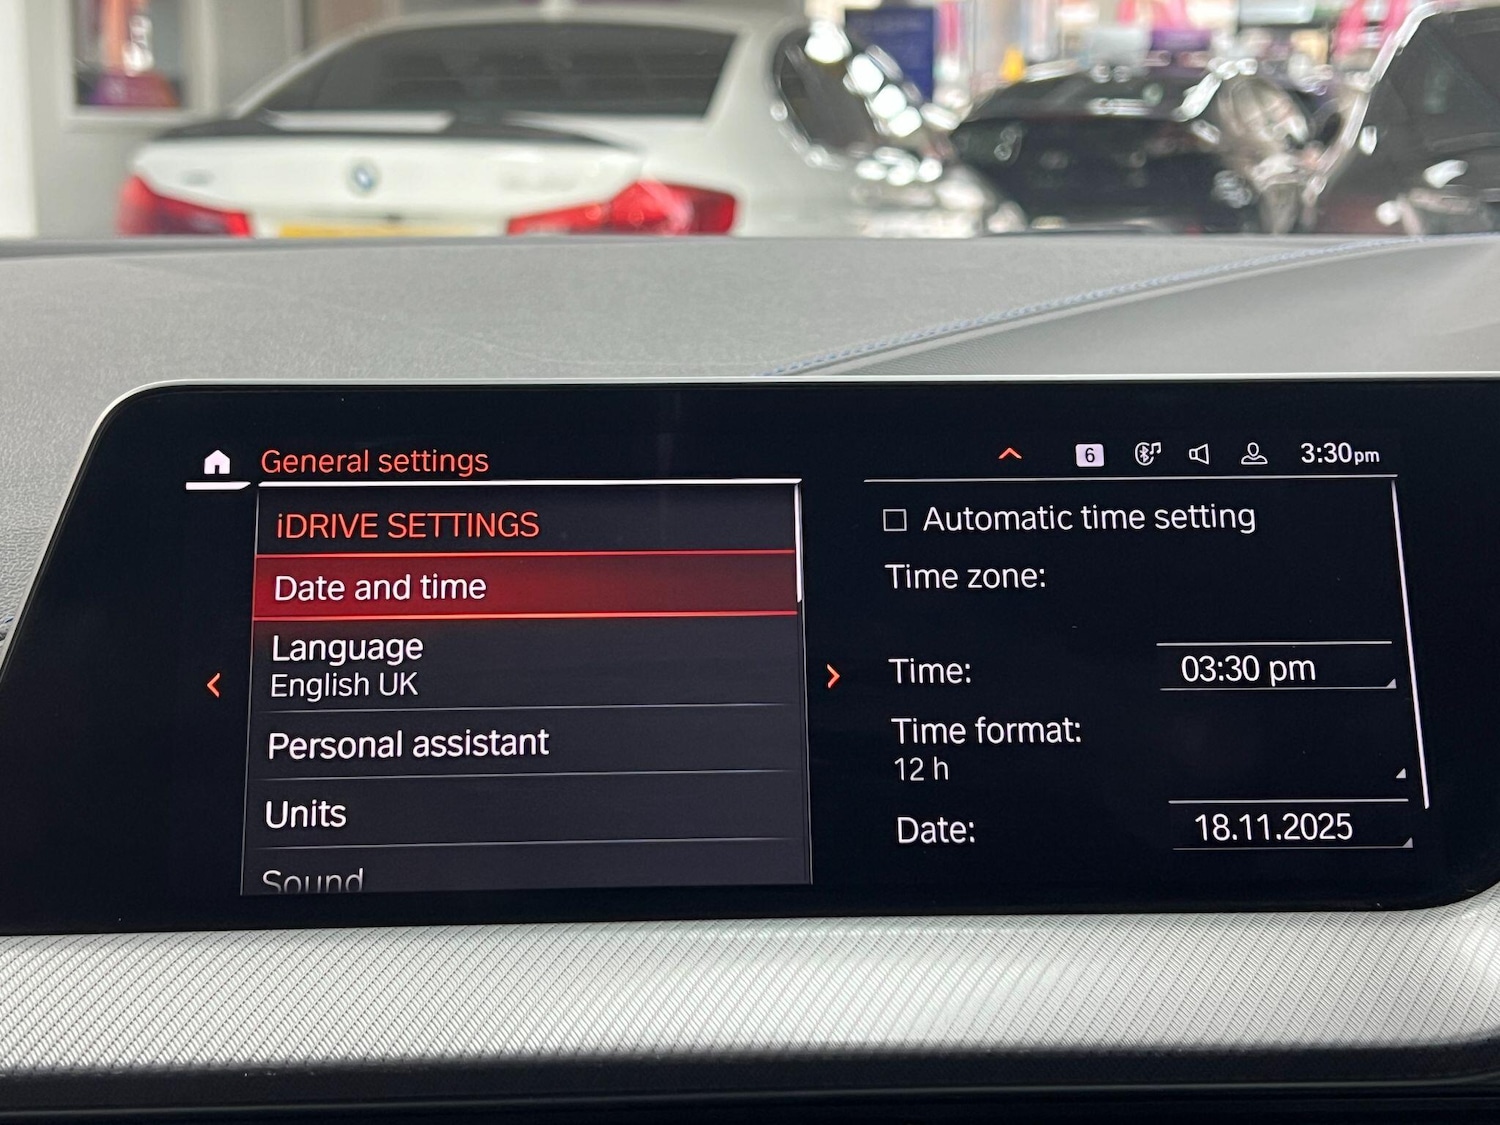 General settings
6
3:30pm
iDRIVE SETTINGS
Date and time
Language
English UK
Personal assistant
Units
Sound
Automatic time setting
Time zone:
Time: 03:30 pm
Time format:
12 h
Date: 18.11.2025